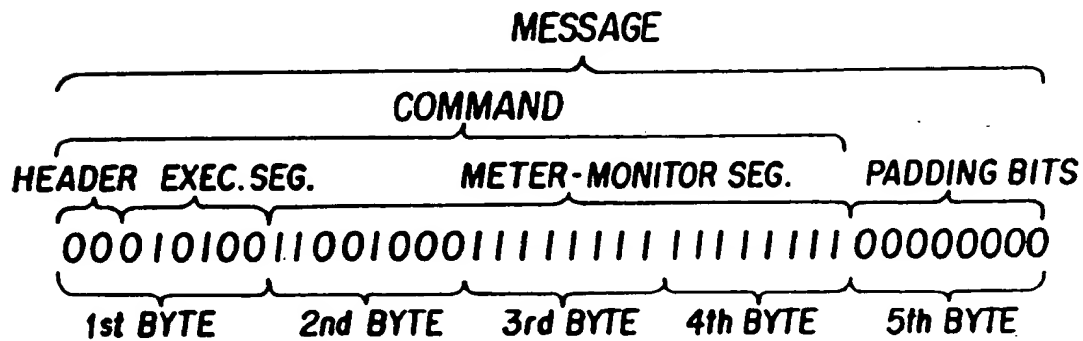 MESSAGE
COMMAND
HEADER EXEC. SEG. METER-MONITOR SEG. PADDING BITS
0001010011001000111111111111111100000000
1st BYTE 2nd BYTE 3rd BYTE 4th BYTE 5th BYTE